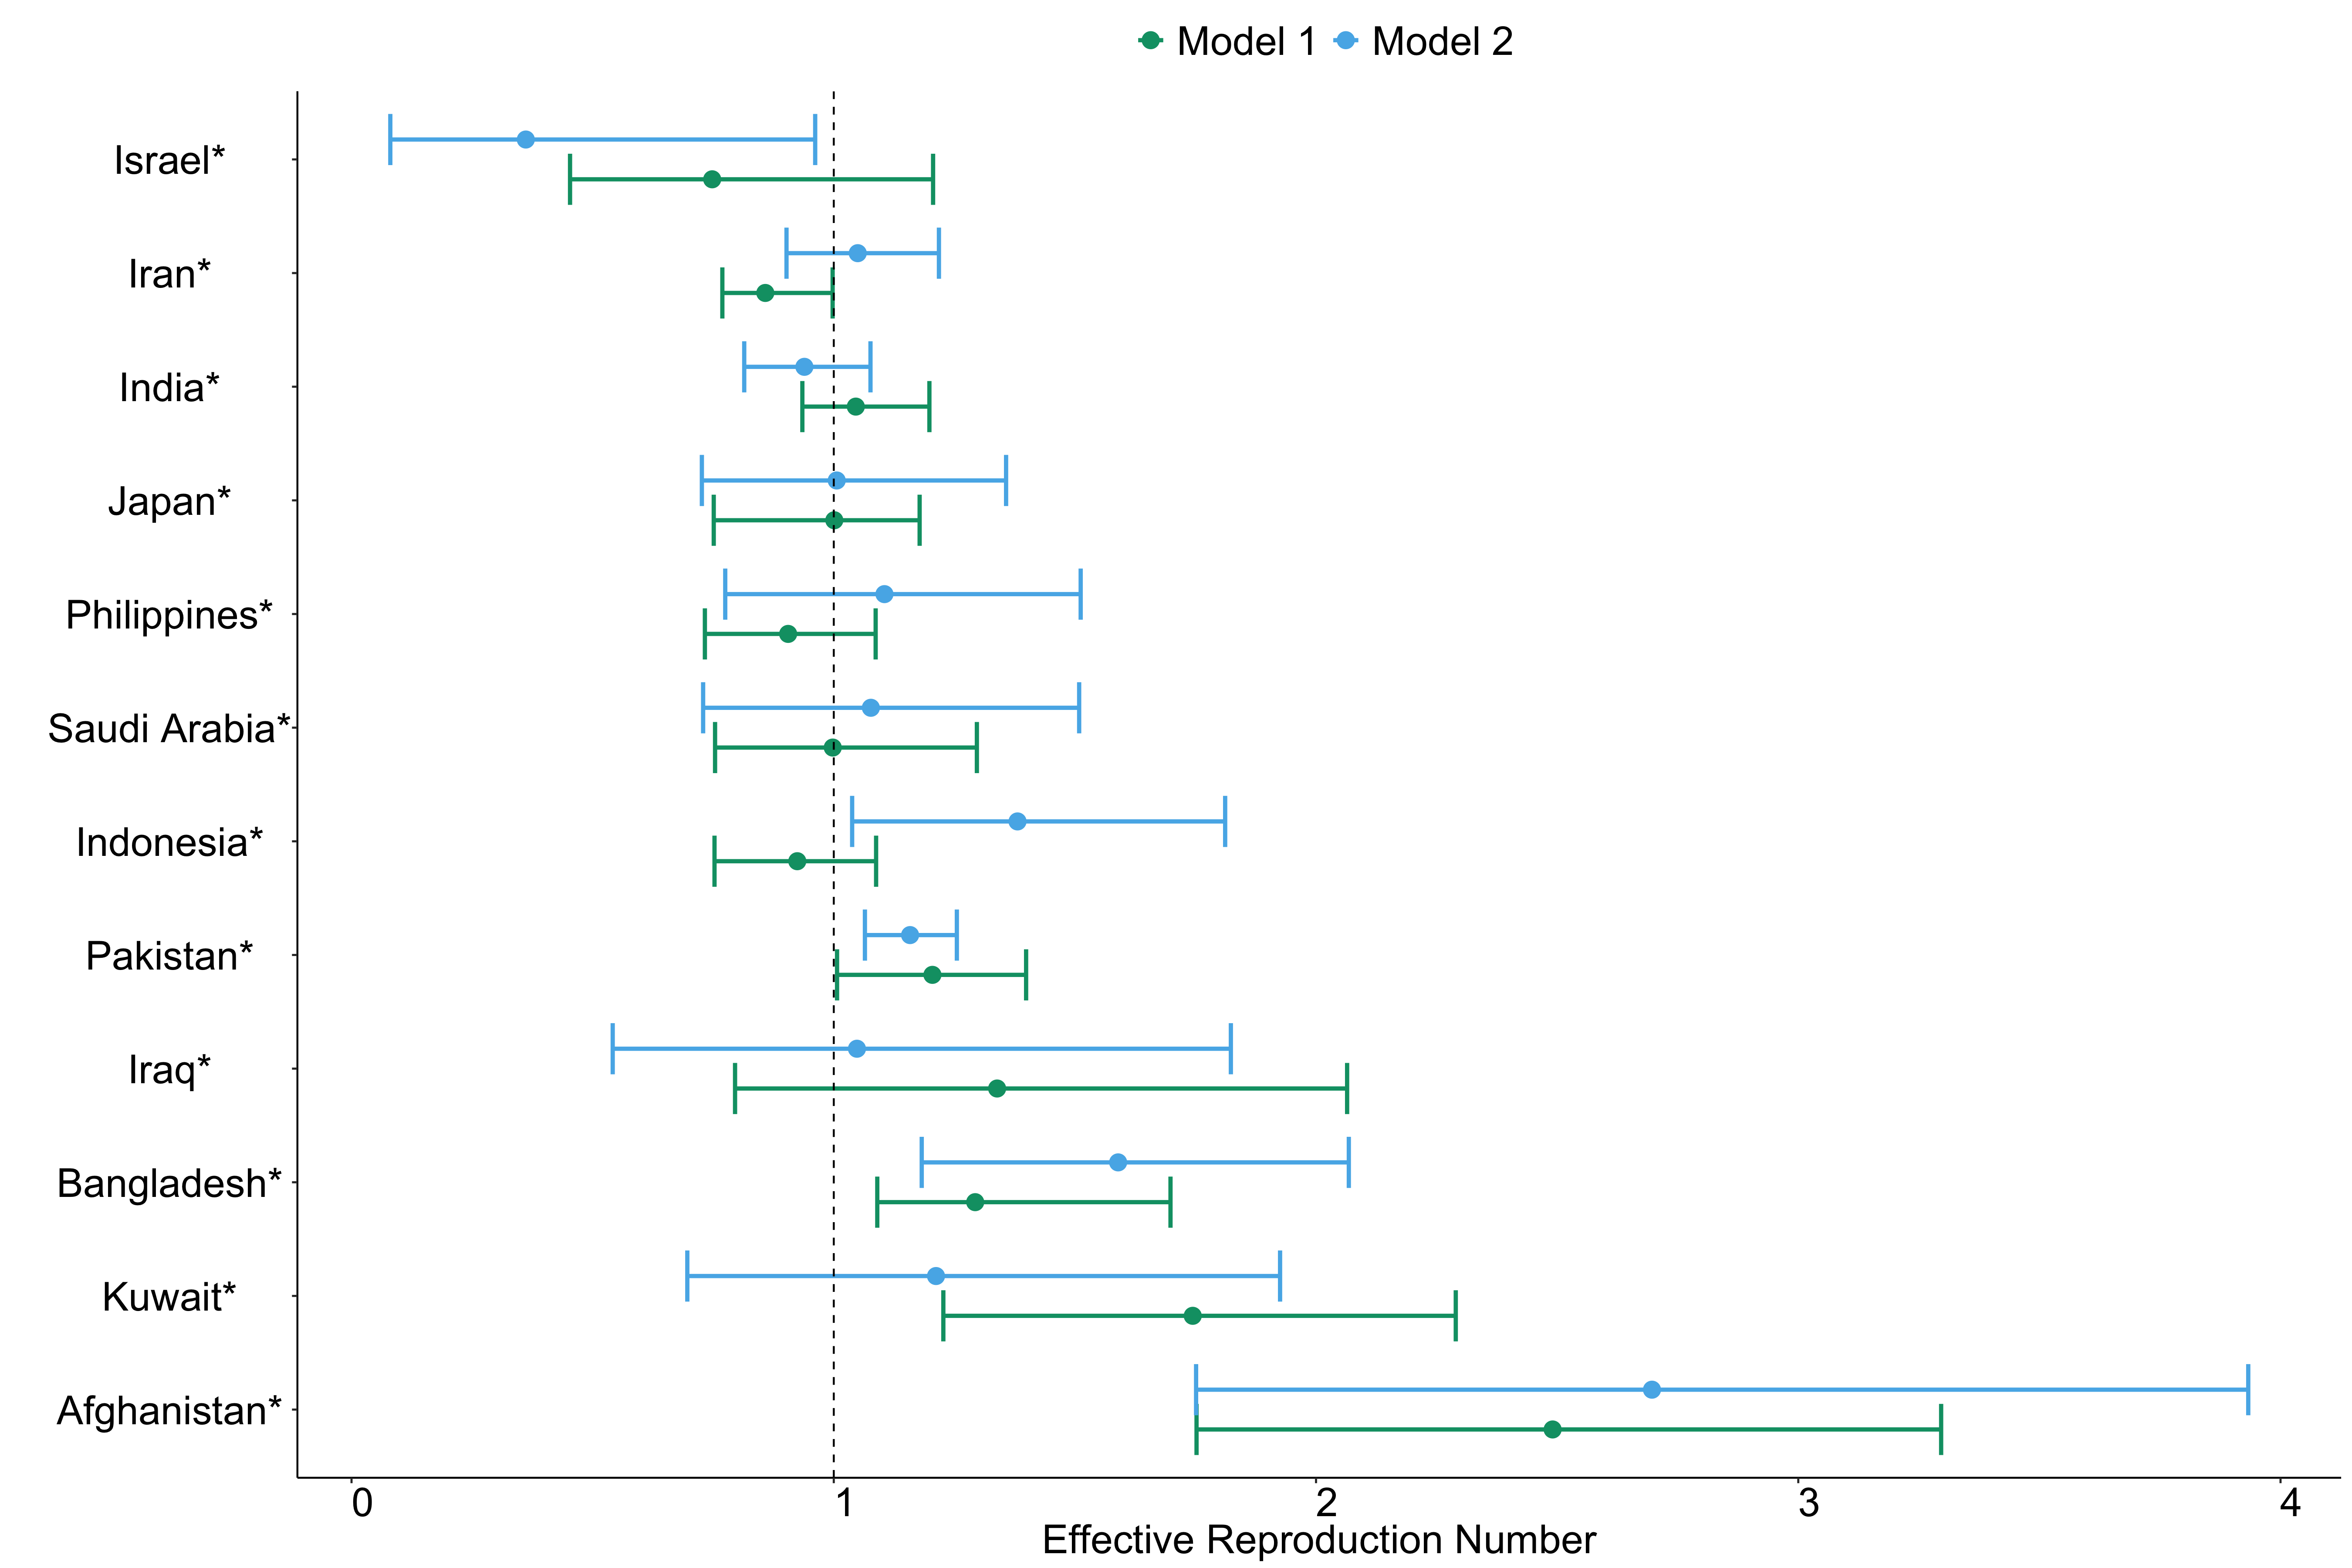 Model 1 Model 2
Israel*
Iran*
India*
Japan*
Philippines*
Saudi Arabia*
Indonesia*
Pakistan*
Iraq*
Bangladesh*
Kuwait*
Afghanistan*
0 1 2 3 4
Effective Reproduction Number